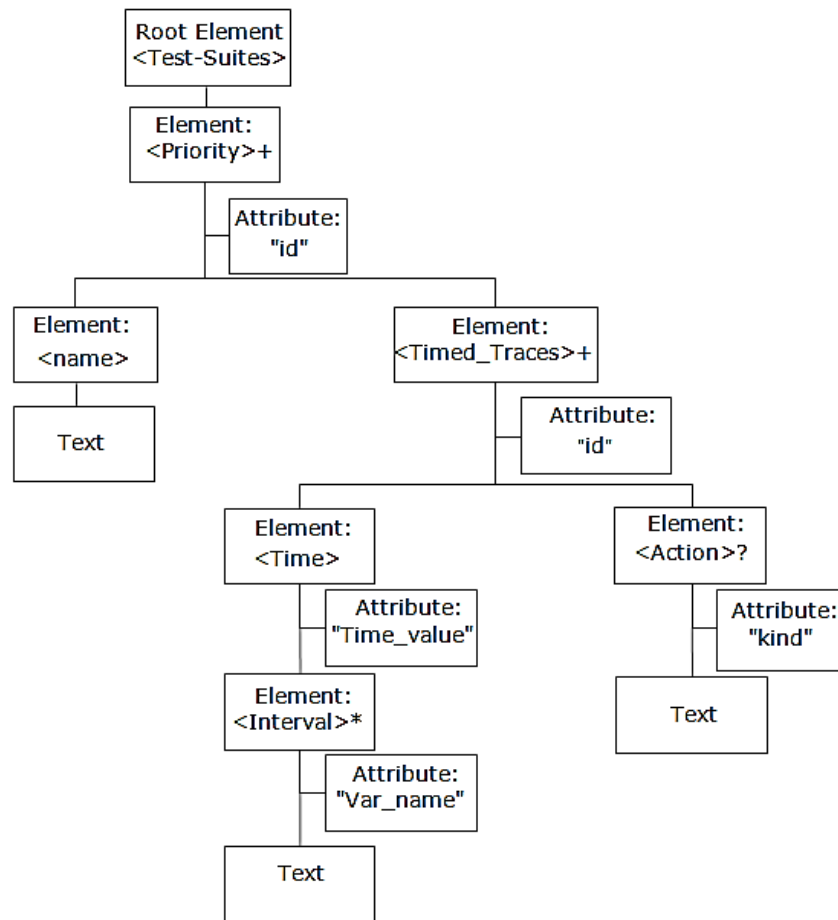 Root Element
<Test-Suites>
Element:
<Priority>+
Attribute:
"id"
Element:
<name>
Text
Element:
<Timed_Traces>+
Attribute:
"id"
Element:
<Time>
Attribute:
"Time_value"
Element:
<Interval>*
Attribute:
"Var_name"
Text
Element:
<Action>?
Attribute:
"kind"
Text